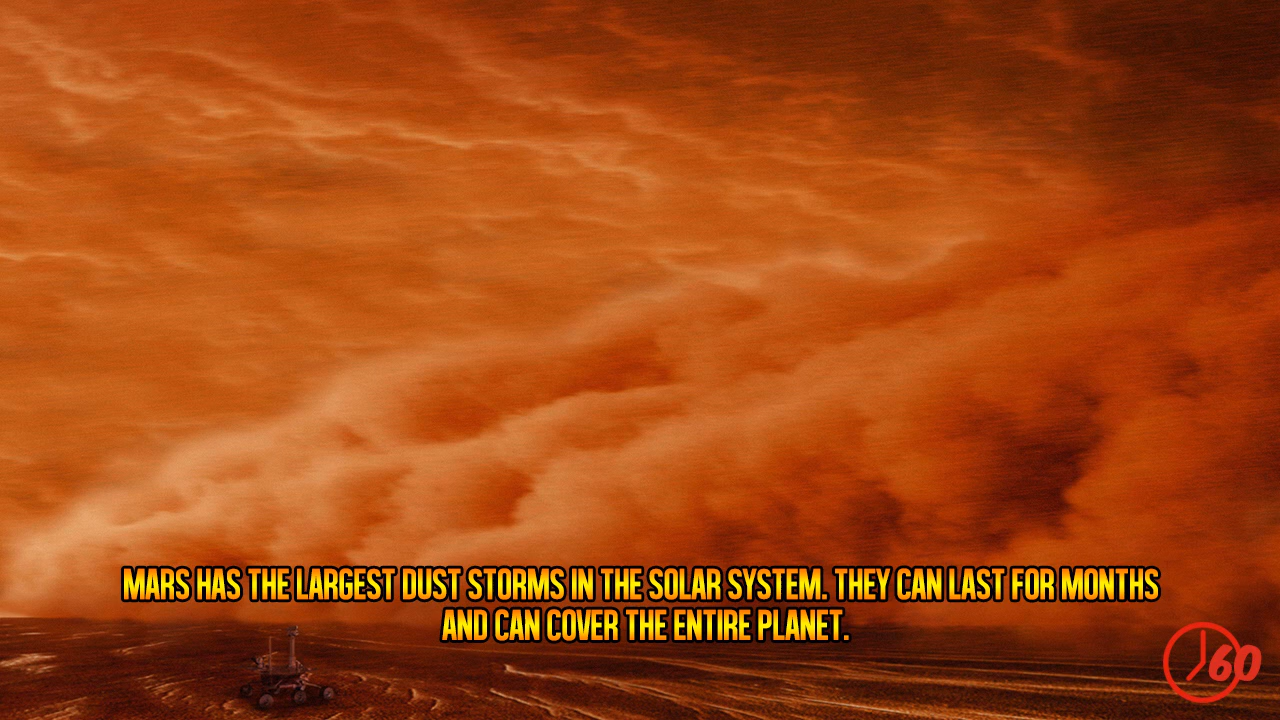 MARS HAS THE LARGEST DUST STORMS IN THE SOLAR SYSTEM. THEY CAN LAST FOR MONTHS
AND CAN COVER THE ENTIRE PLANET.
60